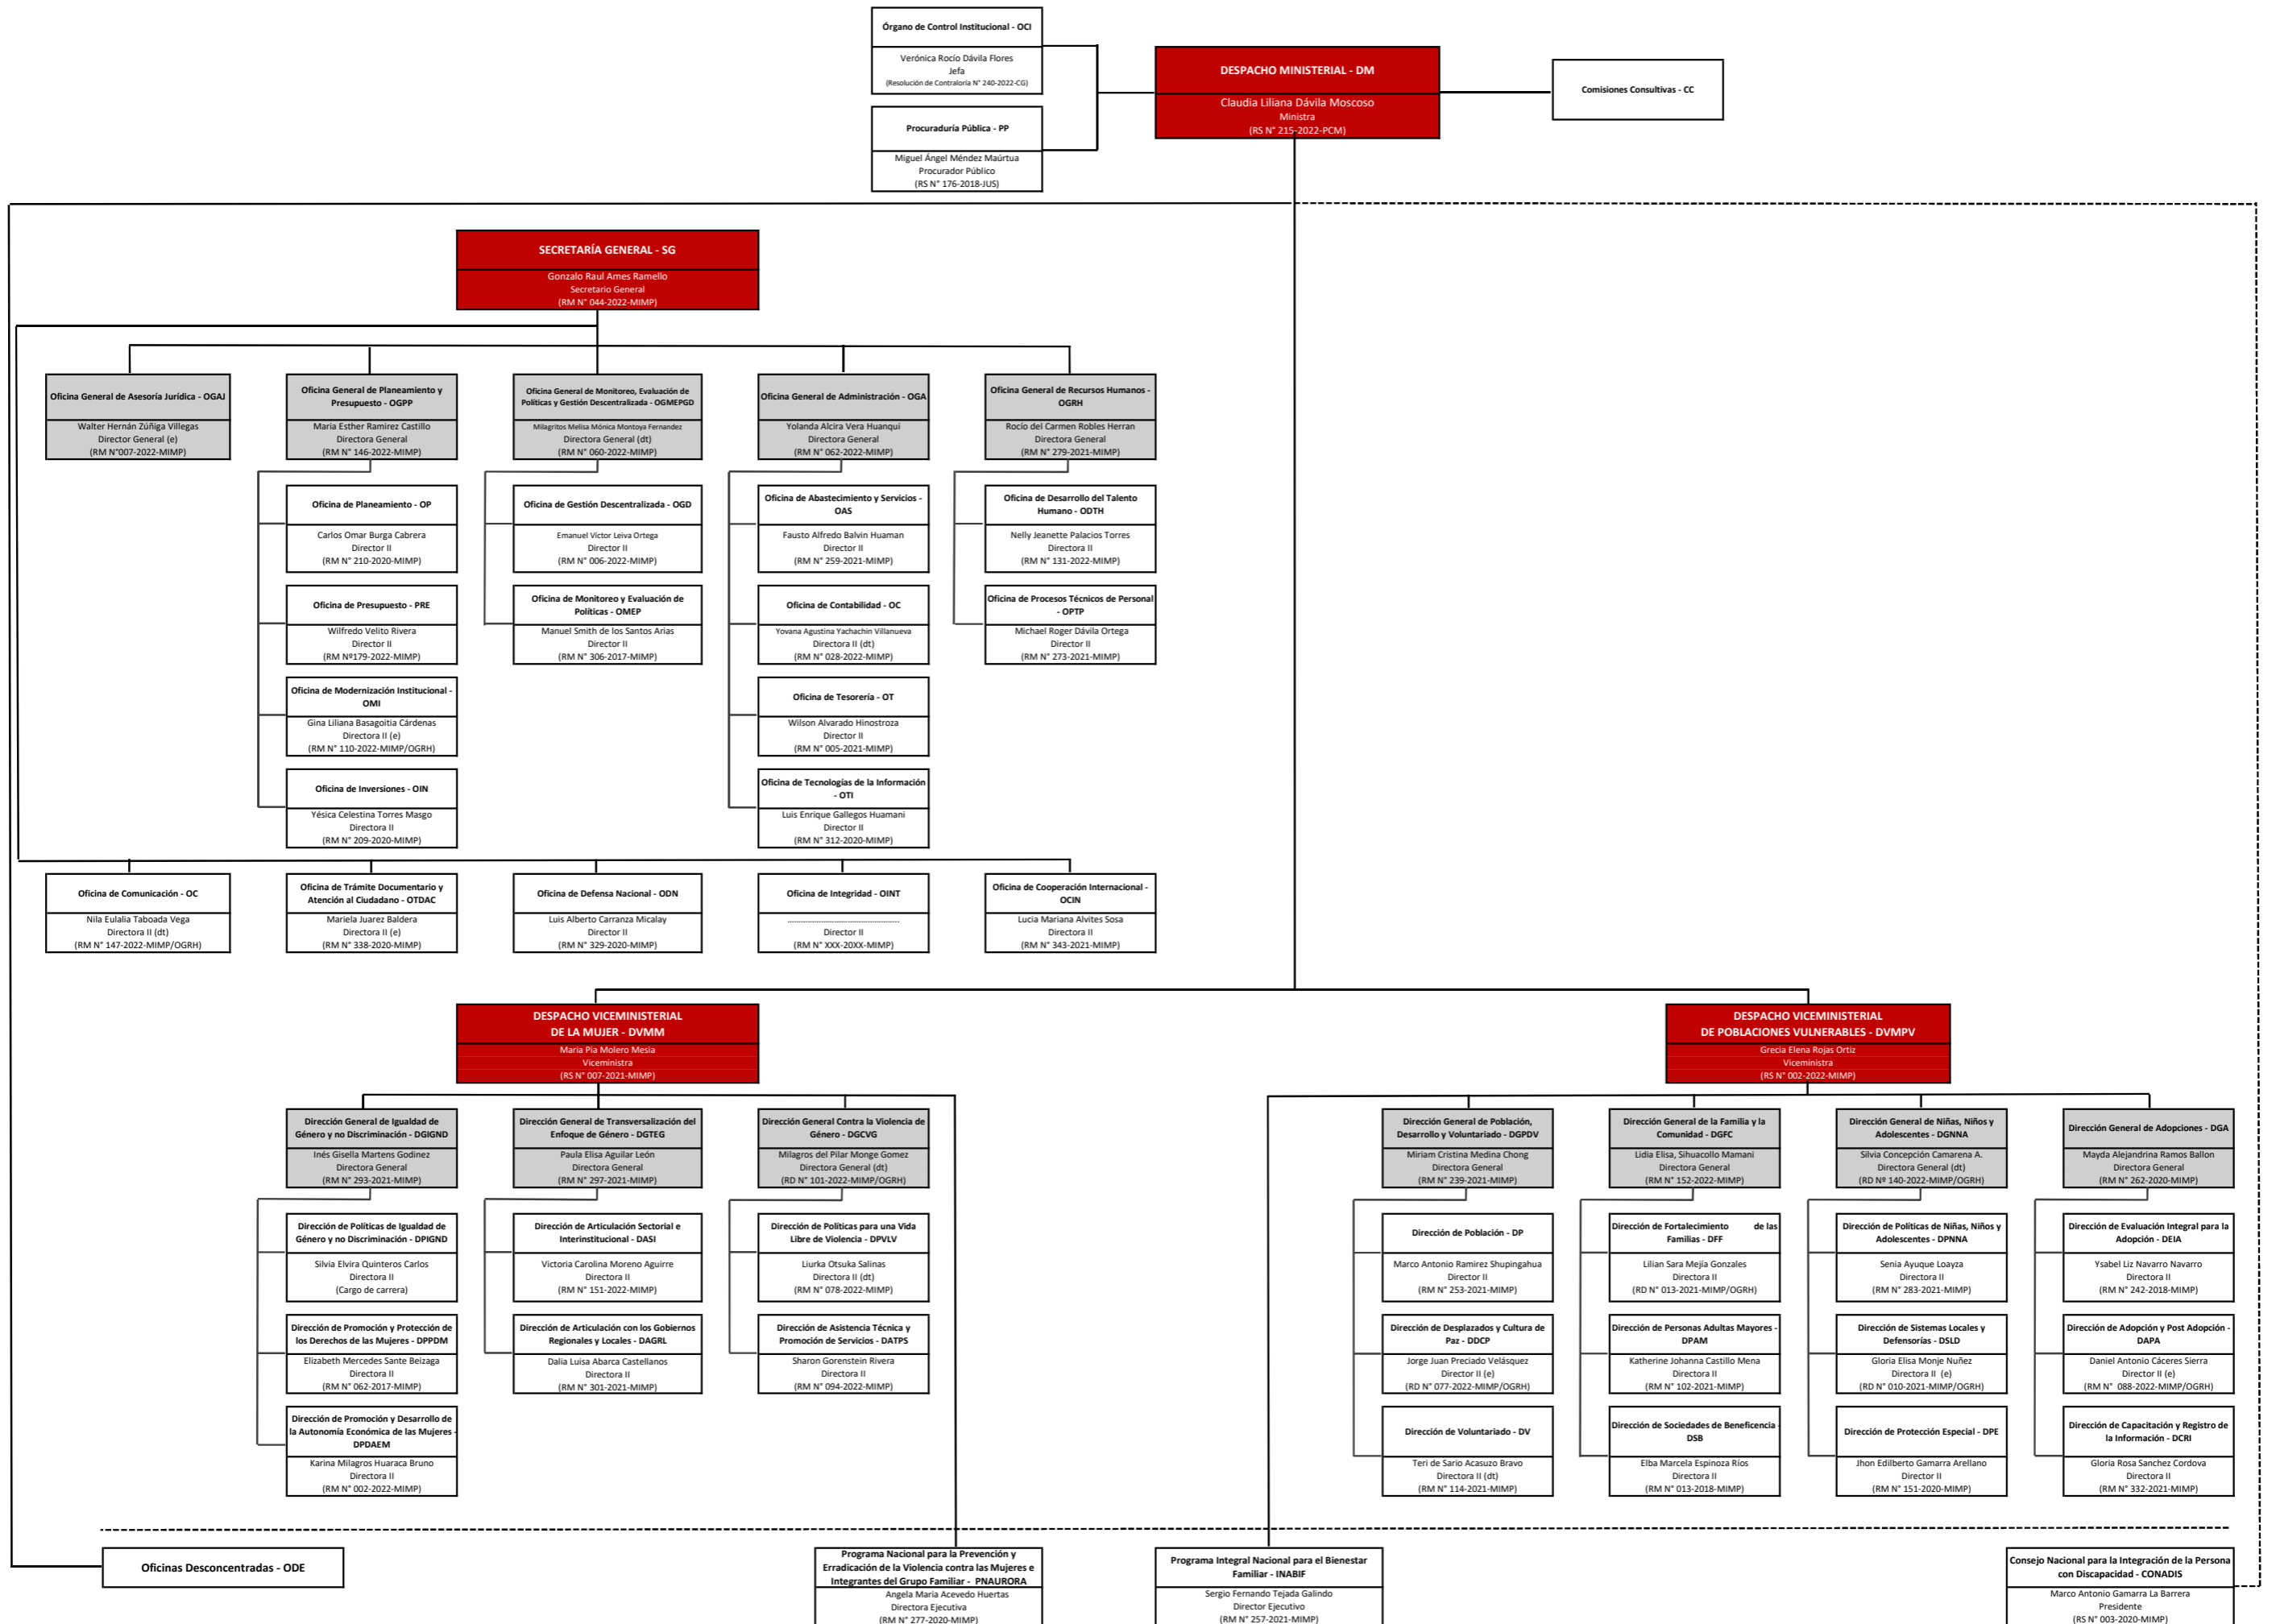 Órgano de Control Institucional - OCI
Verónica Rocío Dávila Flores
Jefa
(Resolución de Contraloría N° 240-2022-CG)
Procuraduría Pública - PP
Miguel Ángel Méndez Maúrtua
Procurador Público
(RS N° 176-2018-JUS)
DESPACHO MINISTERIAL - DM
Claudia Liliana Dávila Moscoso
Ministra
(RS N° 215-2022-PCM)
Comisiones Consultivas - CC
SECRETARÍA GENERAL - SG
Gonzalo Raul Ames Ramello
Secretario General
(RM N° 044-2022-MIMP)
Oficina General de Asesoría Jurídica - OGAJ
Walter Hernán Zúñiga Villegas
Director General (e)
(RM N°007-2022-MIMP)
Oficina General de Planeamiento y
Presupuesto - OGPP
Maria Esther Ramirez Castillo
Directora General
(RM N° 146-2022-MIMP)
Oficina General de Monitoreo, Evaluación de
Políticas y Gestión Descentralizada - OGMEPGD
Milagritos Melisa Mónica Montoya Fernandez
Directora General (dt)
(RM N° 060-2022-MIMP)
Oficina General de Administración - OGA
Yolanda Alcira Vera Huanqui
Directora General
(RM N° 062-2022-MIMP)
Oficina General de Recursos Humanos -
OGRH
Rocío del Carmen Robles Herran
Directora General
(RM N° 279-2021-MIMP)
Oficina de Planeamiento - OP
Carlos Omar Burga Cabrera
Director II
(RM N° 210-2020-MIMP)
Oficina de Gestión Descentralizada - OGD
Emanuel Víctor Leiva Ortega
Director II
(RM N° 006-2022-MIMP)
Oficina de Abastecimiento y Servicios -
OAS
Fausto Alfredo Balvin Huaman
Director II
(RM N° 259-2021-MIMP)
Oficina de Desarrollo del Talento
Humano - ODTH
Nelly Jeanette Palacios Torres
Directora II
(RM N° 131-2022-MIMP)
Oficina de Presupuesto - PRE
Wilfredo Velito Rivera
Director II
(RM Nº179-2022-MIMP)
Oficina de Monitoreo y Evaluación de
Políticas - OMEP
Manuel Smith de los Santos Arias
Director II
(RM N° 306-2017-MIMP)
Oficina de Contabilidad - OC
Yovana Agustina Yachachin Villanueva
Directora II (dt)
(RM N° 028-2022-MIMP)
Oficina de Procesos Técnicos de Personal
- OPTP
Michael Roger Dávila Ortega
Director II
(RM N° 273-2021-MIMP)
Oficina de Modernización Institucional -
OMI
Gina Liliana Basagoitia Cárdenas
Directora II (e)
(RM N° 110-2022-MIMP/OGRH)
Oficina de Tesorería - OT
Wilson Alvarado Hinostroza
Director II
(RM N° 005-2021-MIMP)
Oficina de Inversiones - OIN
Yésica Celestina Torres Masgo
Directora II
(RM N° 209-2020-MIMP)
Oficina de Tecnologías de la Información
- OTI
Luis Enrique Gallegos Huamani
Director II
(RM N° 312-2020-MIMP)
Oficina de Comunicación - OC
Nila Eulalia Taboada Vega
Directora II (dt)
(RM N° 147-2022-MIMP/OGRH)
Oficina de Trámite Documentario y
Atención al Ciudadano - OTDAC
Mariela Juarez Baldera
Directora II (e)
(RM N° 338-2020-MIMP)
Oficina de Defensa Nacional - ODN
Luis Alberto Carranza Micalay
Director II
(RM N° 329-2020-MIMP)
Oficina de Integridad - OINT
................................................
Director II
(RM N° XXX-20XX-MIMP)
Oficina de Cooperación Internacional -
OCIN
Lucia Mariana Alvites Sosa
Directora II
(RM N° 343-2021-MIMP)
DESPACHO VICEMINISTERIAL
DE LA MUJER - DVMM
Maria Pia Molero Mesia
Viceministra
(RS N° 007-2021-MIMP)
DESPACHO VICEMINISTERIAL
DE POBLACIONES VULNERABLES - DVMPV
Grecia Elena Rojas Ortiz
Viceministra
(RS N° 002-2022-MIMP)
Dirección General de Igualdad de
Género y no Discriminación - DGIGND
Inés Gisella Martens Godinez
Directora General
(RM N° 293-2021-MIMP)
Dirección General de Transversalización del
Enfoque de Género - DGTEG
Paula Elisa Aguilar León
Directora General
(RM N° 297-2021-MIMP)
Dirección General Contra la Violencia de
Género - DGCVG
Milagros del Pilar Monge Gomez
Directora General (dt)
(RD N° 101-2022-MIMP/OGRH)
Dirección General de Población,
Desarrollo y Voluntariado - DGPDV
Miriam Cristina Medina Chong
Directora General
(RM N° 239-2021-MIMP)
Dirección General de la Familia y la
Comunidad - DGFC
Lidia Elisa, Sihuacollo Mamani
Directora General
(RM N° 152-2022-MIMP)
Dirección General de Niñas, Niños y
Adolescentes - DGNNA
Silvia Concepción Camarena A.
Directora General (dt)
(RD Nº 140-2022-MIMP/OGRH)
Dirección General de Adopciones - DGA
Mayda Alejandrina Ramos Ballon
Directora General
(RM N° 262-2020-MIMP)
Dirección de Políticas de Igualdad de
Género y no Discriminación - DPIGND
Silvia Elvira Quinteros Carlos
Directora II
(Cargo de carrera)
Dirección de Articulación Sectorial e
Interinstitucional - DASI
Victoria Carolina Moreno Aguirre
Directora II
(RM N° 151-2022-MIMP)
Dirección de Políticas para una Vida
Libre de Violencia - DPVLV
Liurka Otsuka Salinas
Directora II (dt)
(RM N° 078-2022-MIMP)
Dirección de Población - DP
Marco Antonio Ramirez Shupingahua
Director II
(RM N° 253-2021-MIMP)
Dirección de Fortalecimiento de las
Familias - DFF
Lilian Sara Mejía Gonzales
Directora II
(RD N° 013-2021-MIMP/OGRH)
Dirección de Políticas de Niñas, Niños y
Adolescentes - DPNNA
Senia Ayuque Loayza
Directora II
(RM N° 283-2021-MIMP)
Dirección de Evaluación Integral para la
Adopción - DEIA
Ysabel Liz Navarro Navarro
Directora II
(RM N° 242-2018-MIMP)
Dirección de Promoción y Protección de
los Derechos de las Mujeres - DPPDM
Elizabeth Mercedes Sante Beizaga
Directora II
(RM N° 062-2017-MIMP)
Dirección de Articulación con los Gobiernos
Regionales y Locales - DAGRL
Dalia Luisa Abarca Castellanos
Directora II
(RM N° 301-2021-MIMP)
Dirección de Asistencia Técnica y
Promoción de Servicios - DATPS
Sharon Gorenstein Rivera
Directora II
(RM N° 094-2022-MIMP)
Dirección de Desplazados y Cultura de
Paz - DDCP
Jorge Juan Preciado Velásquez
Director II (e)
(RD N° 077-2022-MIMP/OGRH)
Dirección de Personas Adultas Mayores -
DPAM
Katherine Johanna Castillo Mena
Directora II
(RM N° 102-2021-MIMP)
Dirección de Sistemas Locales y
Defensorías - DSLD
Gloria Elisa Monje Nuñez
Directora II (e)
(RD N° 010-2021-MIMP/OGRH)
Dirección de Adopción y Post Adopción -
DAPA
Daniel Antonio Cáceres Sierra
Director II (e)
(RM N° 088-2022-MIMP/OGRH)
Dirección de Promoción y Desarrollo de
la Autonomía Económica de las Mujeres -
DPDAEM
Karina Milagros Huaraca Bruno
Directora II
(RM N° 002-2022-MIMP)
Dirección de Voluntariado - DV
Teri de Sario Acasuzo Bravo
Directora II (dt)
(RM N° 114-2021-MIMP)
Dirección de Sociedades de Beneficencia -
DSB
Elba Marcela Espinoza Ríos
Directora II
(RM N° 013-2018-MIMP)
Dirección de Protección Especial - DPE
Jhon Edilberto Gamarra Arellano
Director II
(RM N° 151-2020-MIMP)
Dirección de Capacitación y Registro de
la Información - DCRI
Gloria Rosa Sanchez Cordova
Directora II
(RM N° 332-2021-MIMP)
Oficinas Desconcentradas - ODE
Programa Nacional para la Prevención y
Erradicación de la Violencia contra las Mujeres e
Integrantes del Grupo Familiar - PNAURORA
Angela Maria Acevedo Huertas
Directora Ejecutiva
(RM N° 277-2020-MIMP)
Programa Integral Nacional para el Bienestar
Familiar - INABIF
Sergio Fernando Tejada Galindo
Director Ejecutivo
(RM N° 257-2021-MIMP)
Consejo Nacional para la Integración de la Persona
con Discapacidad - CONADIS
Marco Antonio Gamarra La Barrera
Presidente
(RS N° 003-2020-MIMP)